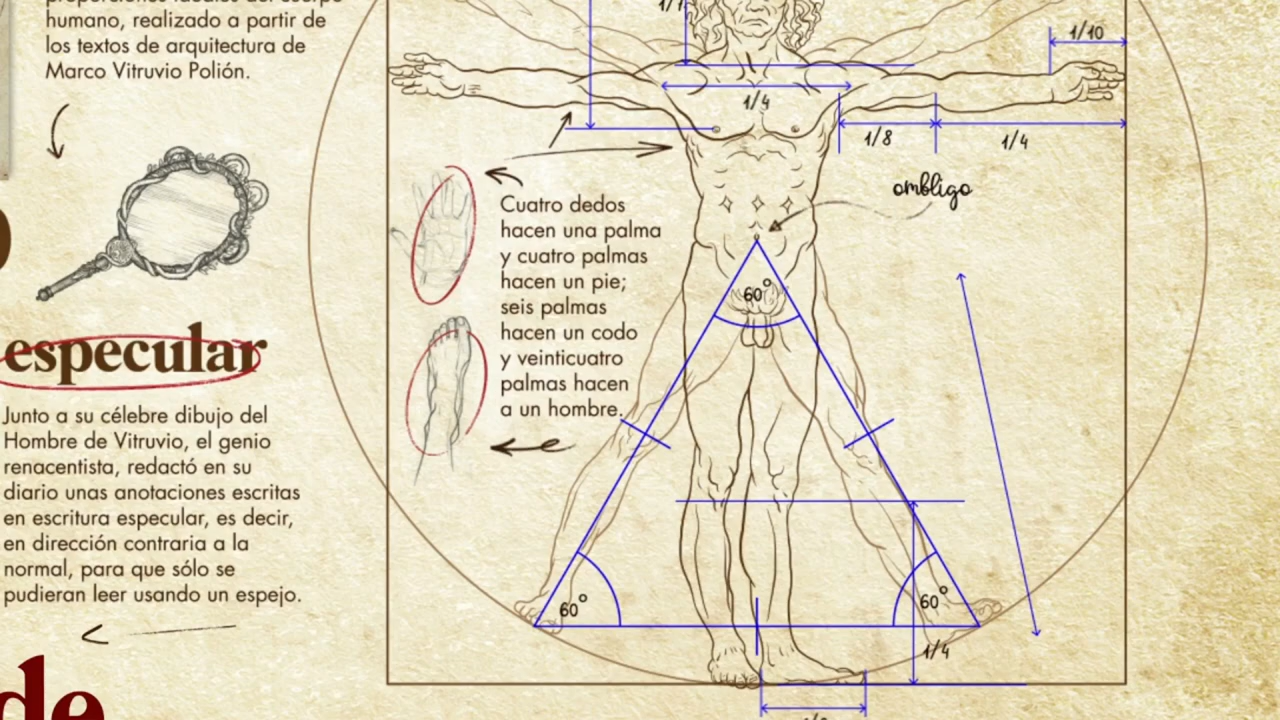 proporciones ideales del cuerpo
humano, realizado a partir de
los textos de arquitectura de
Marco Vitruvio Polión.
especular
Junto a su célebre dibujo del
Hombre de Vitruvio, el genio
renacentista, redactó en su
diario unas anotaciones escritas
en escritura especular, es decir,
en dirección contraria a la
normal, para que sólo se
pudieran leer usando un espejo.
de
Cuatro dedos
hacen una palma
y cuatro palmas
hacen un pie;
seis palmas
hacen un codo
y veinticuatro
palmas hacen
a un hombre.
1/10
1/4
1/8
1/4
ombligo
60°
60°
60°
1/4